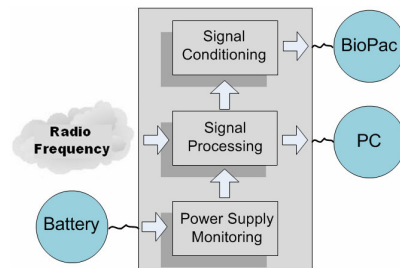 Signal
Conditioning
BioPac
Radio
Frequency
Signal
Processing
PC
Battery
Power Supply
Monitoring